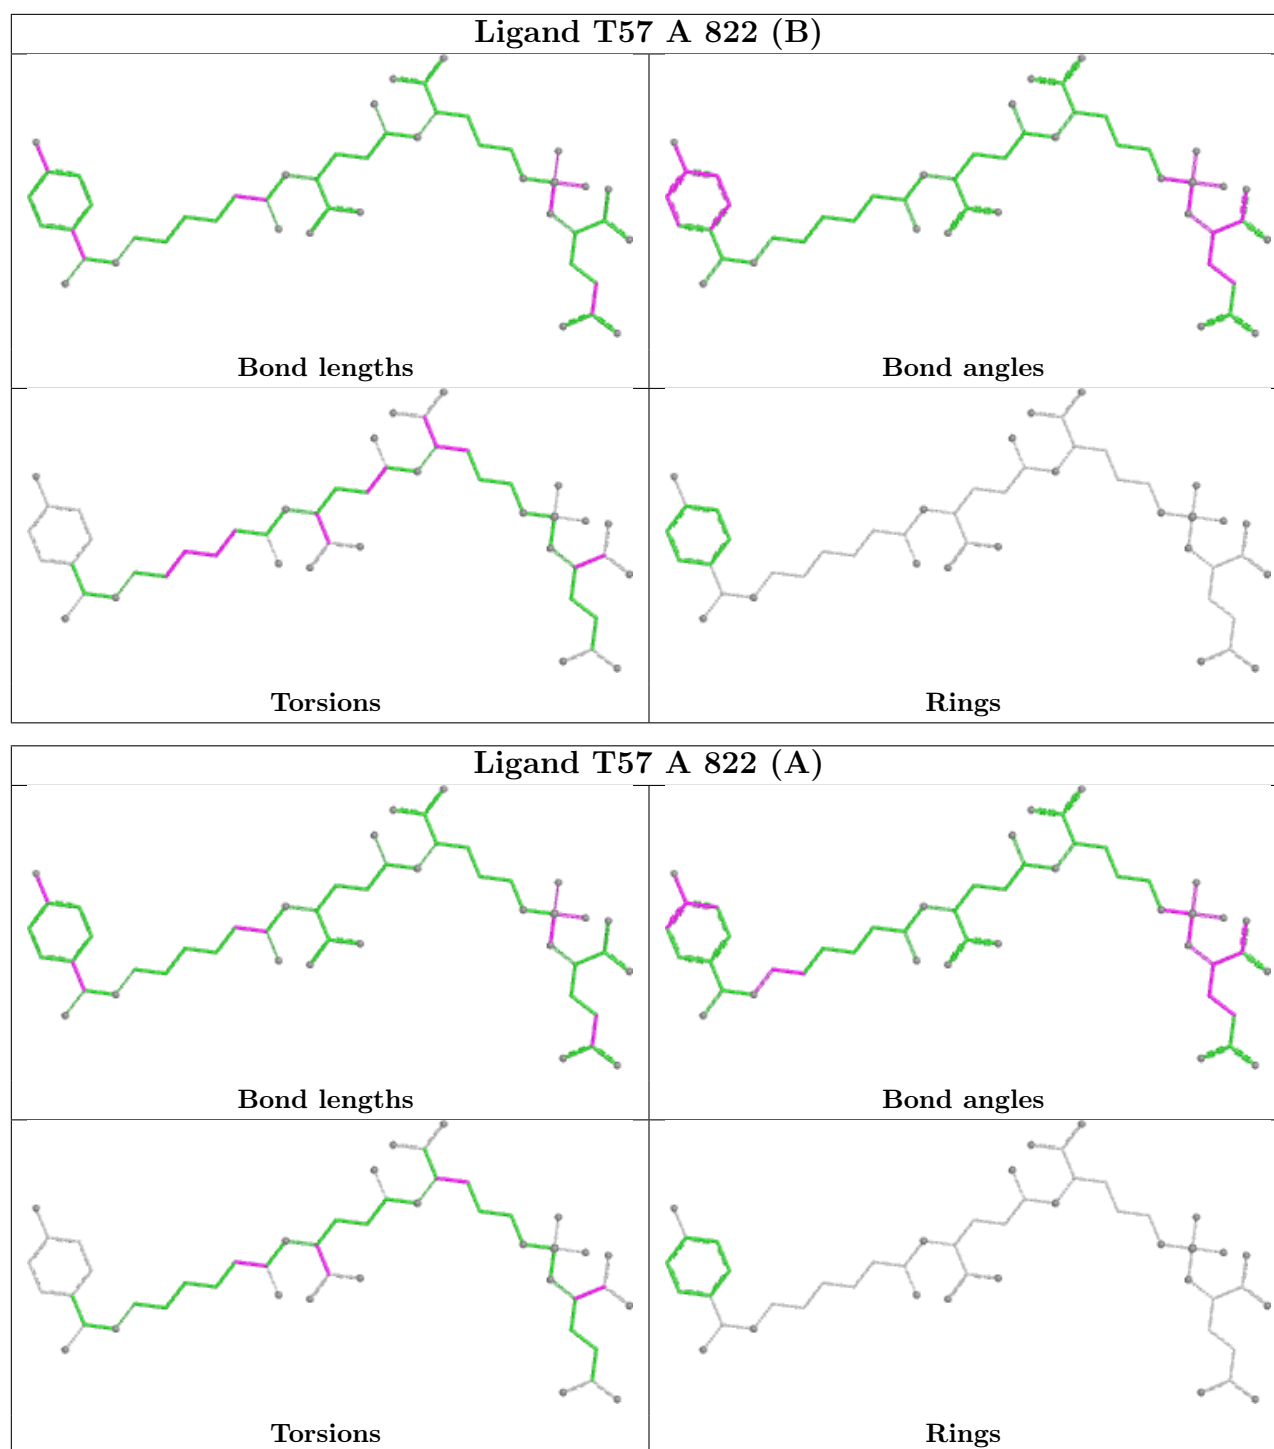 Ligand T57 A 822 (B)
Bond lengths
Bond angles
Torsions
Rings
Ligand T57 A 822 (A)
Bond lengths
Bond angles
Torsions
Rings